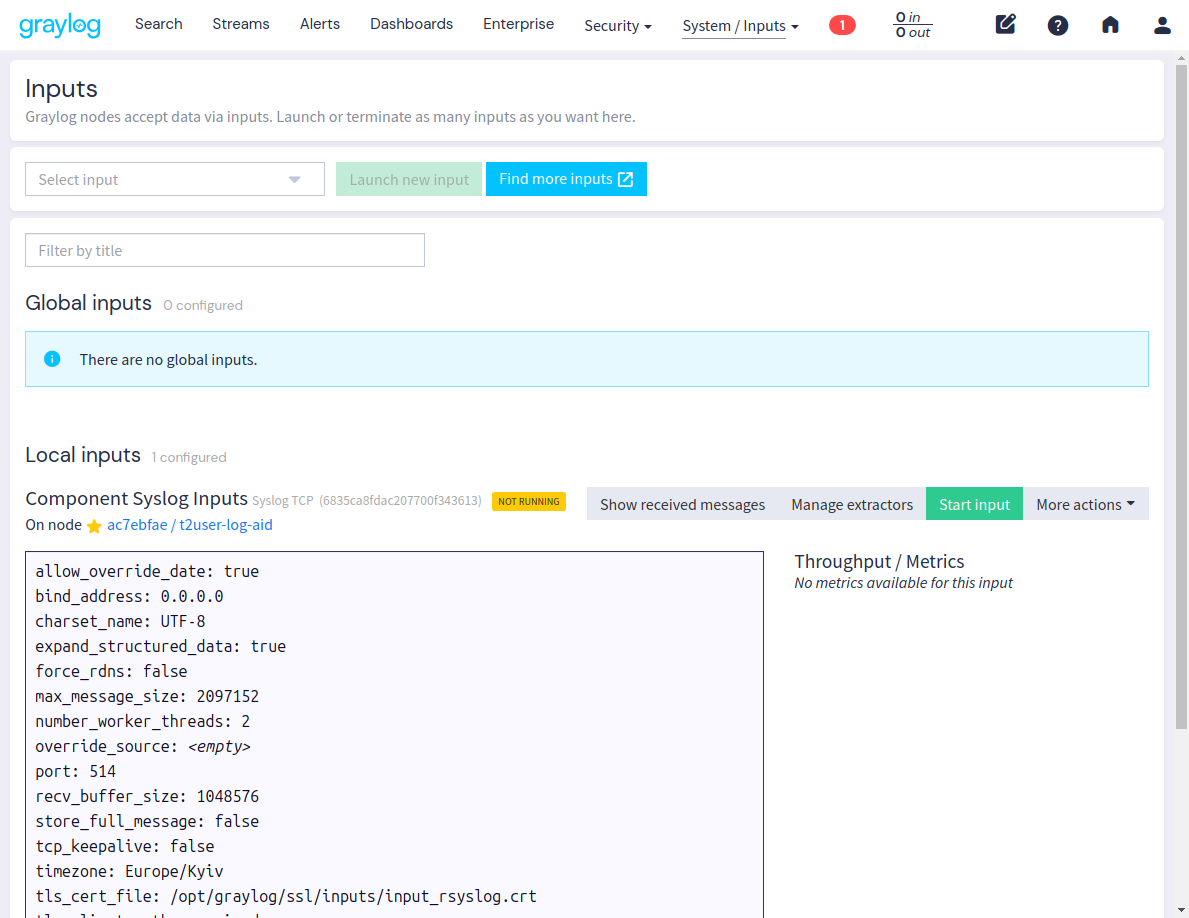 graylog Search Streams Alerts Dashboards Enterprise Security System / Inputs 1 0 in
0 out
Inputs
Graylog nodes accept data via inputs. Launch or terminate as many inputs as you want here.
Select input Launch new input Find more inputs
Filter by title
Global inputs 0 configured
There are no global inputs.
Local inputs 1 configured
Component Syslog Inputs Syslog TCP (6835ca8fdac207700f343613) NOT RUNNING Show received messages Manage extractors Start input More actions
On node ac7ebfae / t2user-log-aid
Throughput / Metrics
No metrics available for this input
allow_override_date: true
bind_address: 0.0.0.0
charset_name: UTF-8
expand_structured_data: true
force_rdns: false
max_message_size: 2097152
number_worker_threads: 2
override_source: <empty>
port: 514
recv_buffer_size: 1048576
store_full_message: false
tcp_keepalive: false
timezone: Europe/Kyiv
tls_cert_file: /opt/graylog/ssl/inputs/input_rsyslog.crt